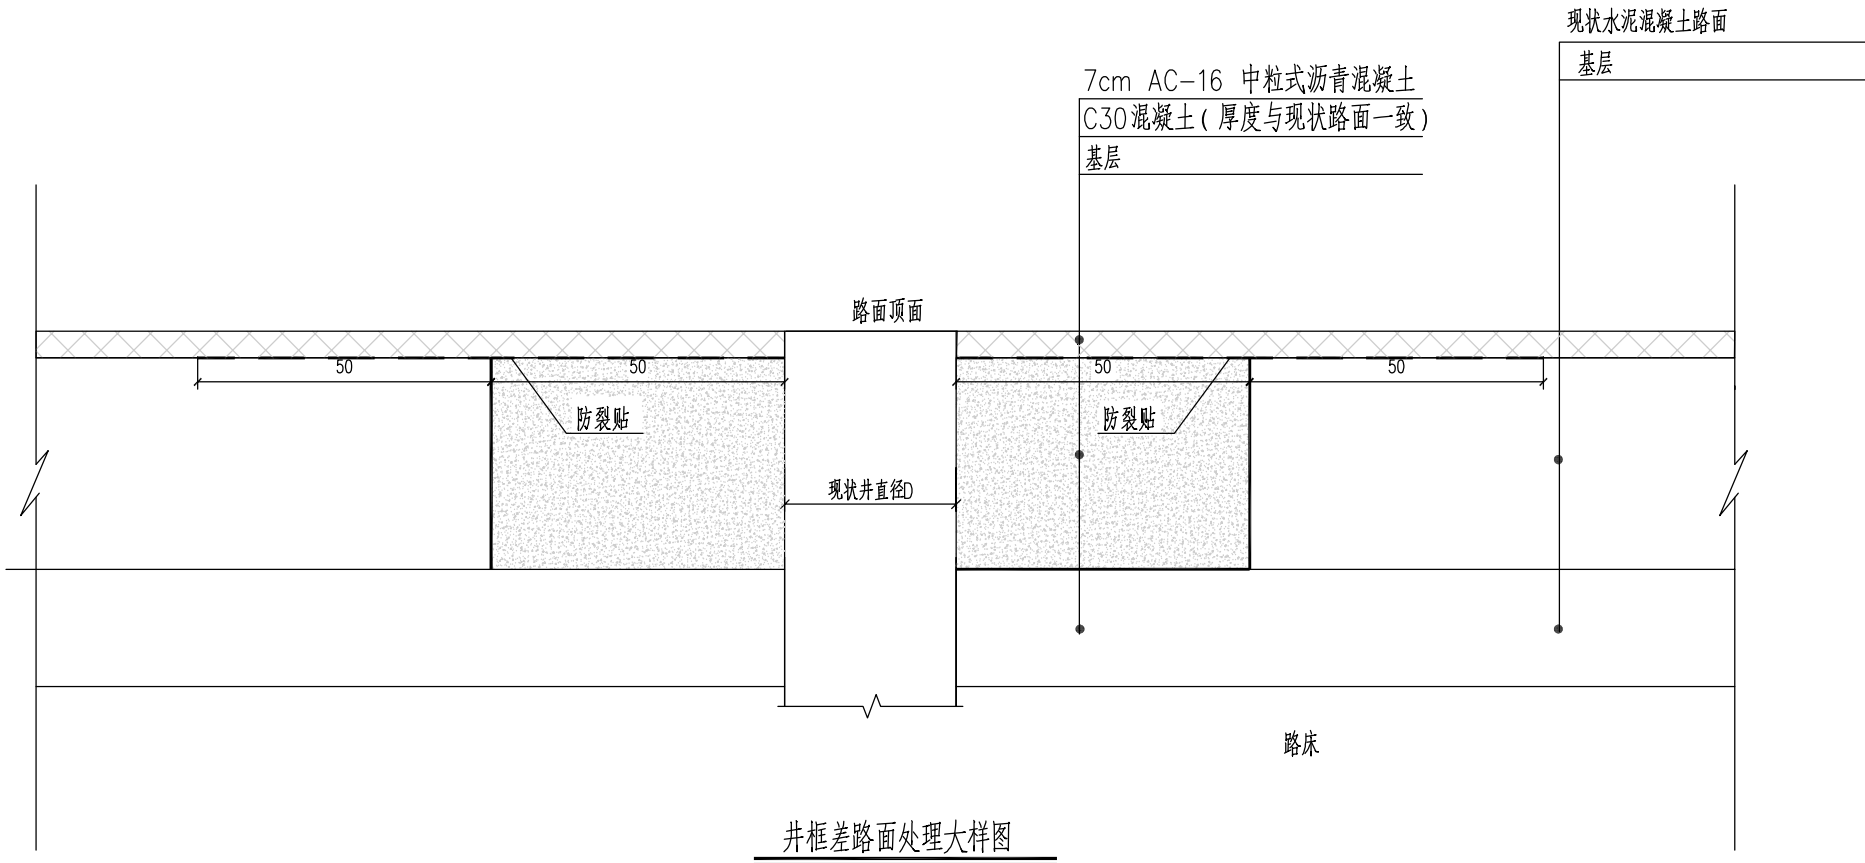 现状水泥混凝土路面
基层
7cm AC-16 中粒式沥青混凝土
C30混凝土(厚度与现状路面一致)
基层
路面顶面
50
50
50
50
防裂贴
防裂贴
现状井直径D
路床
井框差路面处理大样图